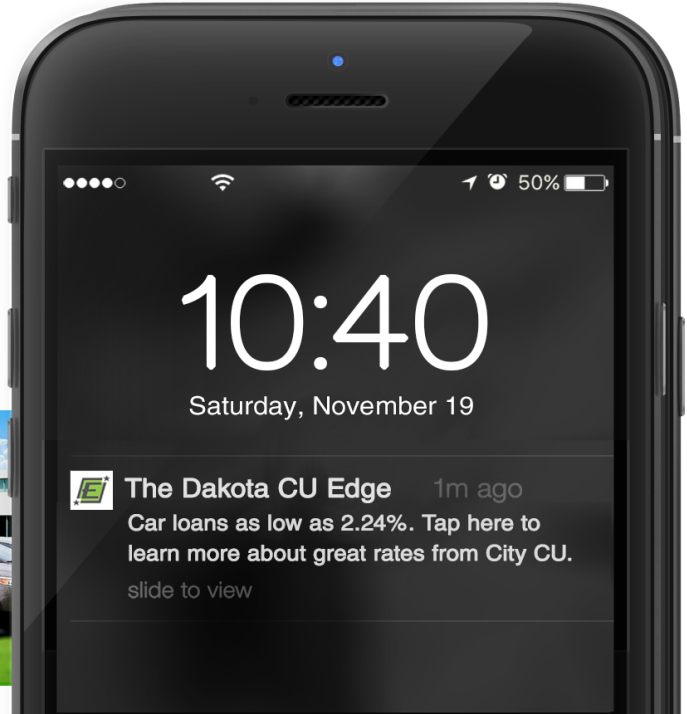 50%
10:40
Saturday, November 19
E
The Dakota CU Edge 1m ago
Car loans as low as 2.24%. Tap here to
learn more about great rates from City CU.
slide to view